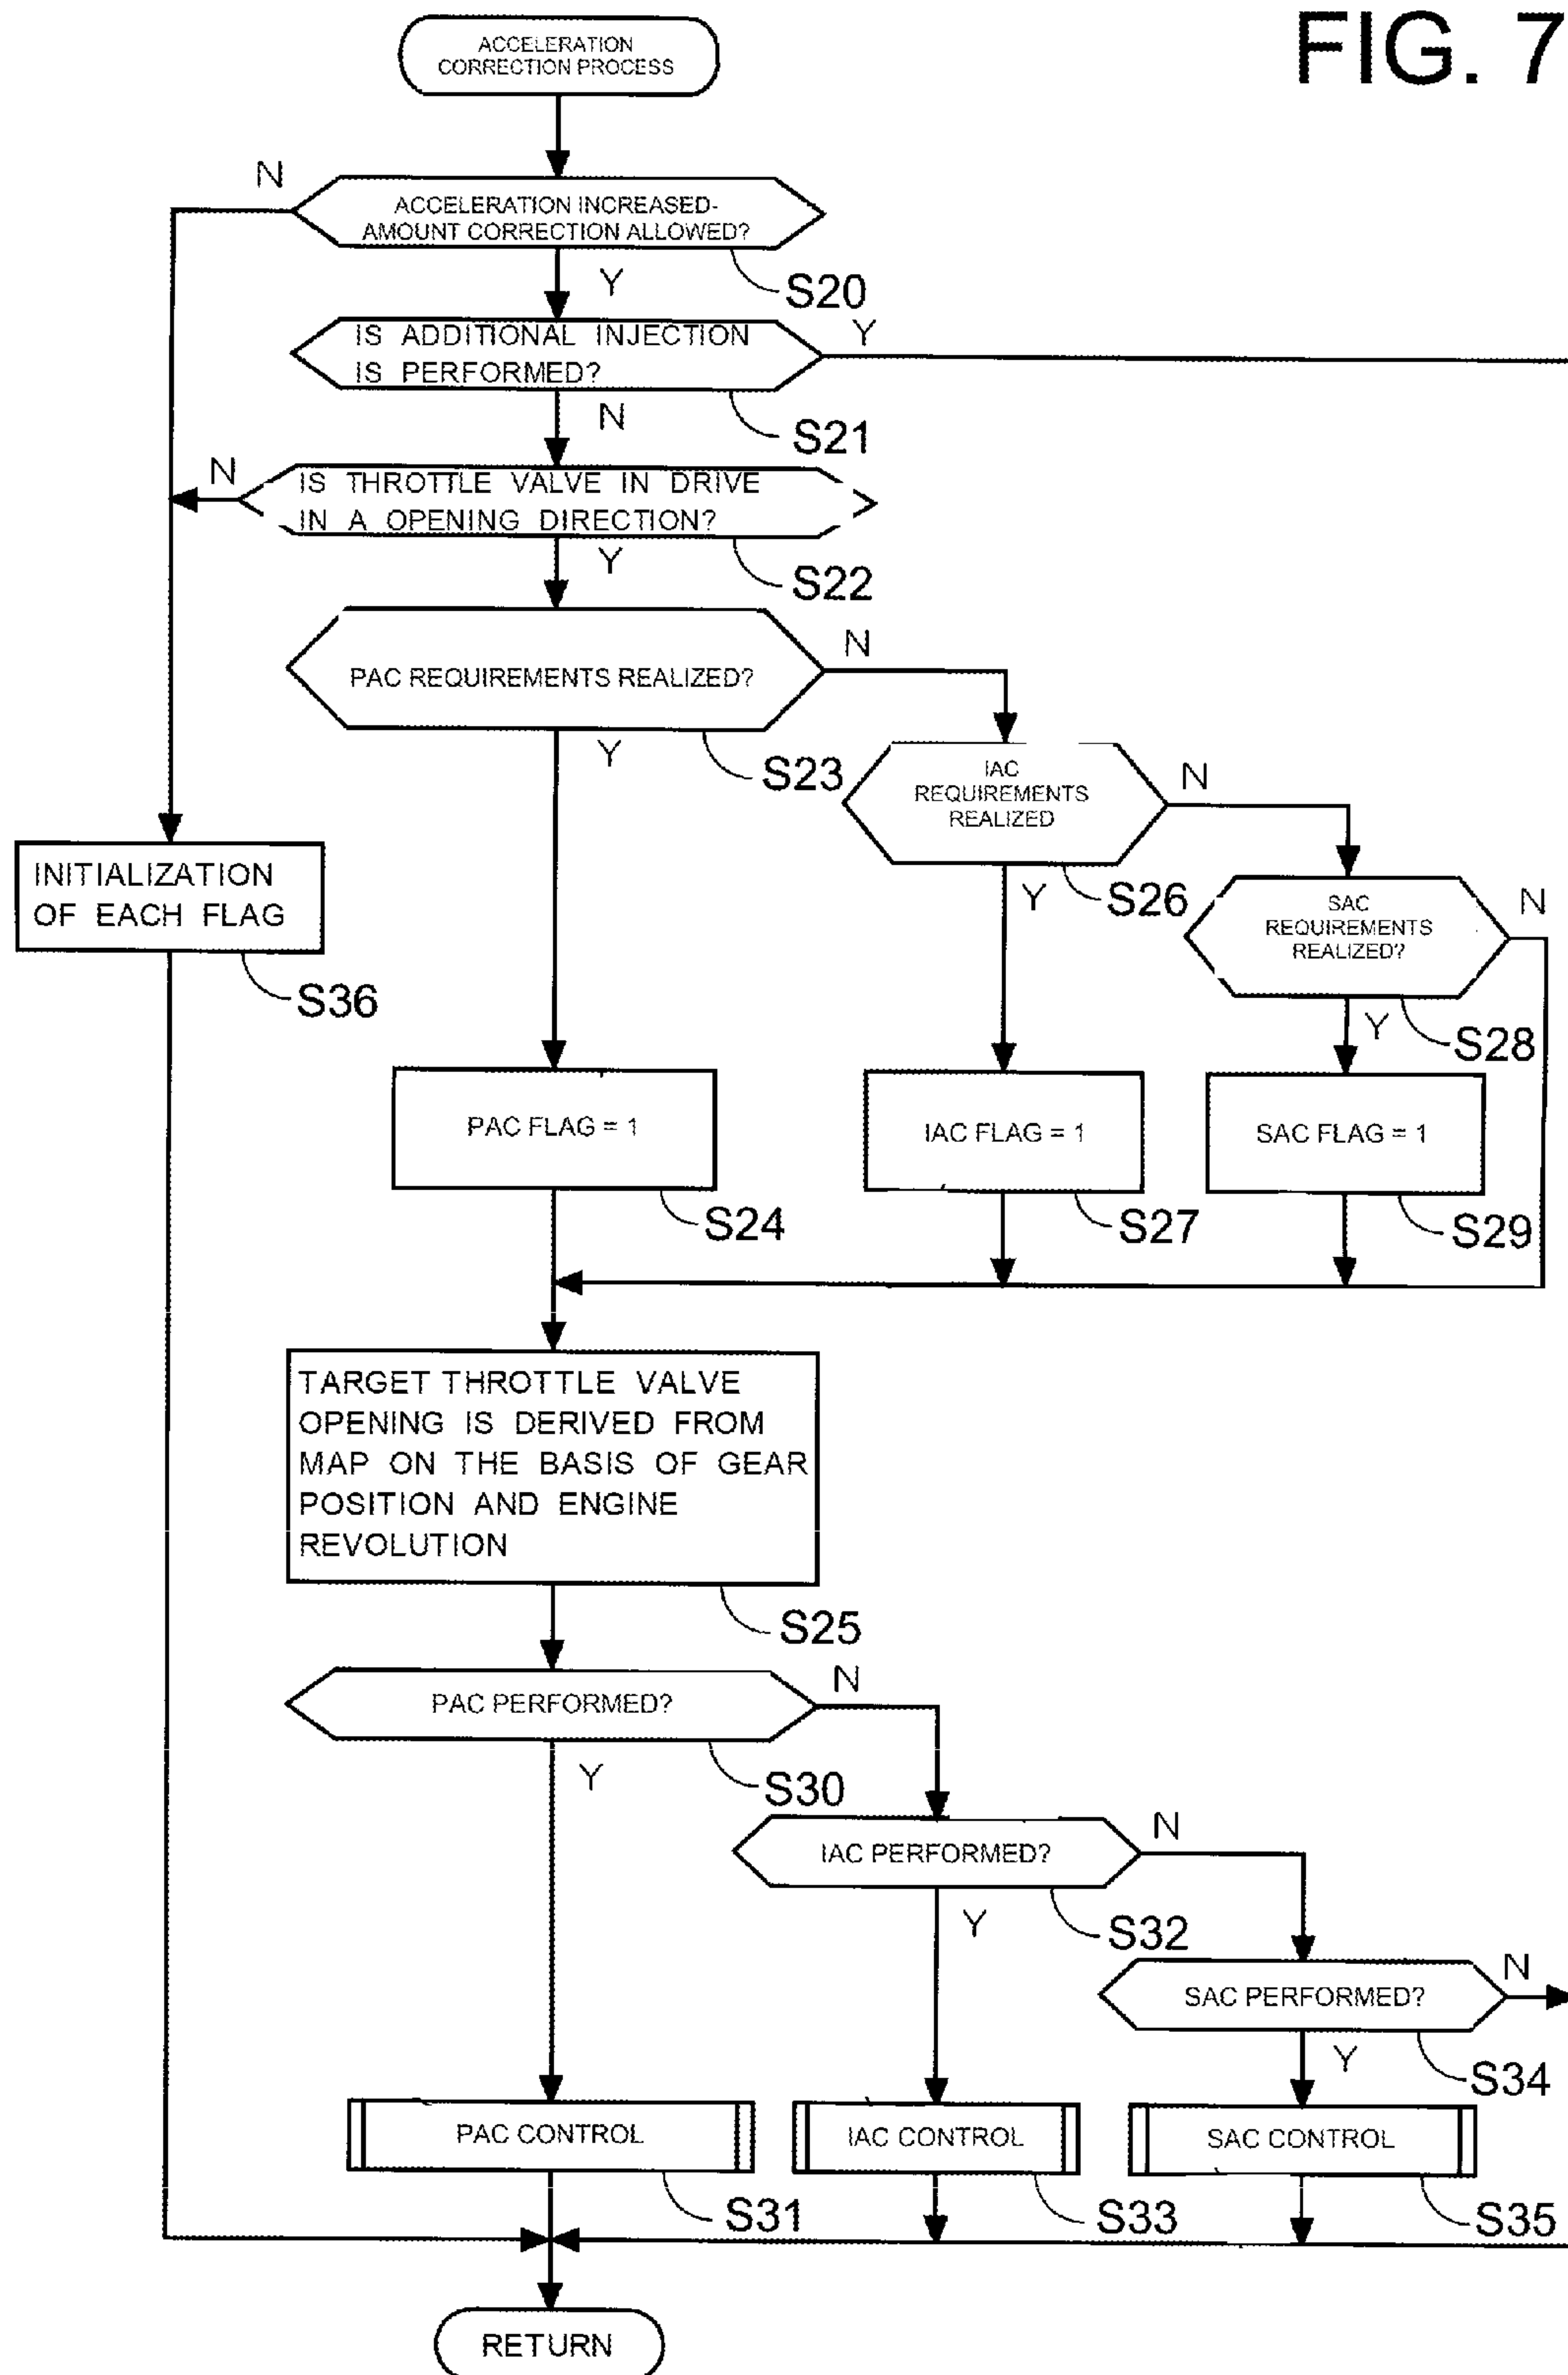 FIG. 7
ACCELERATION
CORRECTION PROCESS
N
ACCELERATION INCREASED-
AMOUNT CORRECTION ALLOWED?
S20
Y
IS ADDITIONAL INJECTION
IS PERFORMED?
Y
S21
N
N
IS THROTTLE VALVE IN DRIVE
IN A OPENING DIRECTION?
S22
Y
PAC REQUIREMENTS REALIZED?
N
S23
Y
IAC
REQUIREMENTS
REALIZED
N
S26
Y
SAC
REQUIREMENTS
REALIZED?
N
S28
Y
INITIALIZATION
OF EACH FLAG
S36
PAC FLAG = 1
S24
IAC FLAG = 1
S27
SAC FLAG = 1
S29
TARGET THROTTLE VALVE
OPENING IS DERIVED FROM
MAP ON THE BASIS OF GEAR
POSITION AND ENGINE
REVOLUTION
S25
PAC PERFORMED?
N
S30
Y
IAC PERFORMED?
N
S32
Y
SAC PERFORMED?
N
S34
Y
PAC CONTROL
S31
IAC CONTROL
S33
SAC CONTROL
S35
RETURN